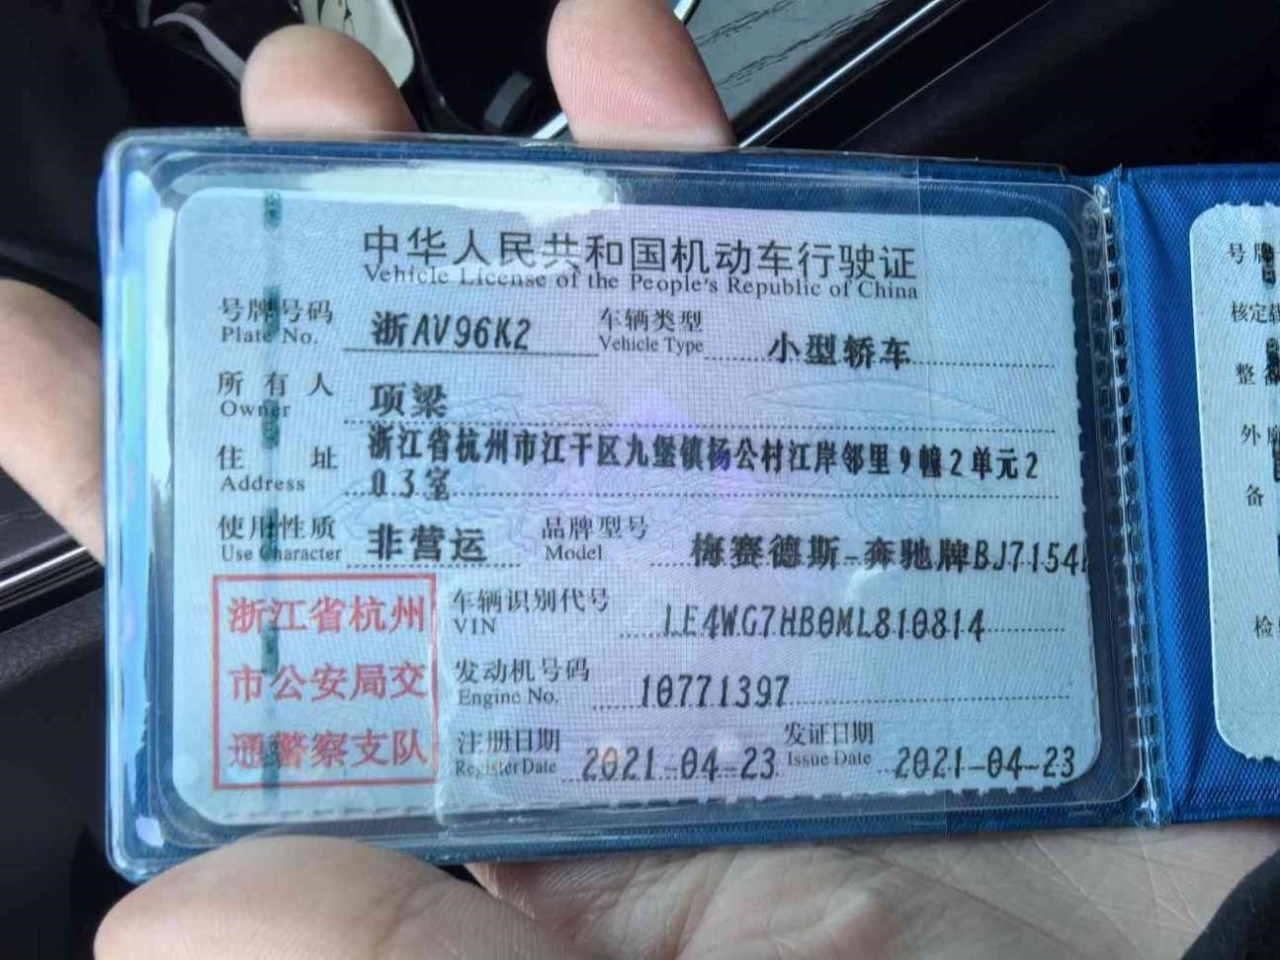 中华人民共和国机动车行驶证
Vehicle License of the People's Republic of China
号牌号码 浙AV96K2 车辆类型 小型轿车
Plate No. Vehicle Type
所有人 项梁
Owner
住址 浙江省杭州市江干区九堡镇杨公村江岸邻里9幢2单元2
Address 03室
使用性质 非营运 品牌型号 梅赛德斯-奔驰牌BJ7154
Use Character Model
浙江省杭州
市公安局交
通警察支队
车辆识别代号 LE4WG7HB0ML810814
VIN
发动机号码 10771397
Engine No.
注册日期 2021-04-23 发证日期 2021-04-23
Register Date Issue Date
号牌
核定
整
外
备
检